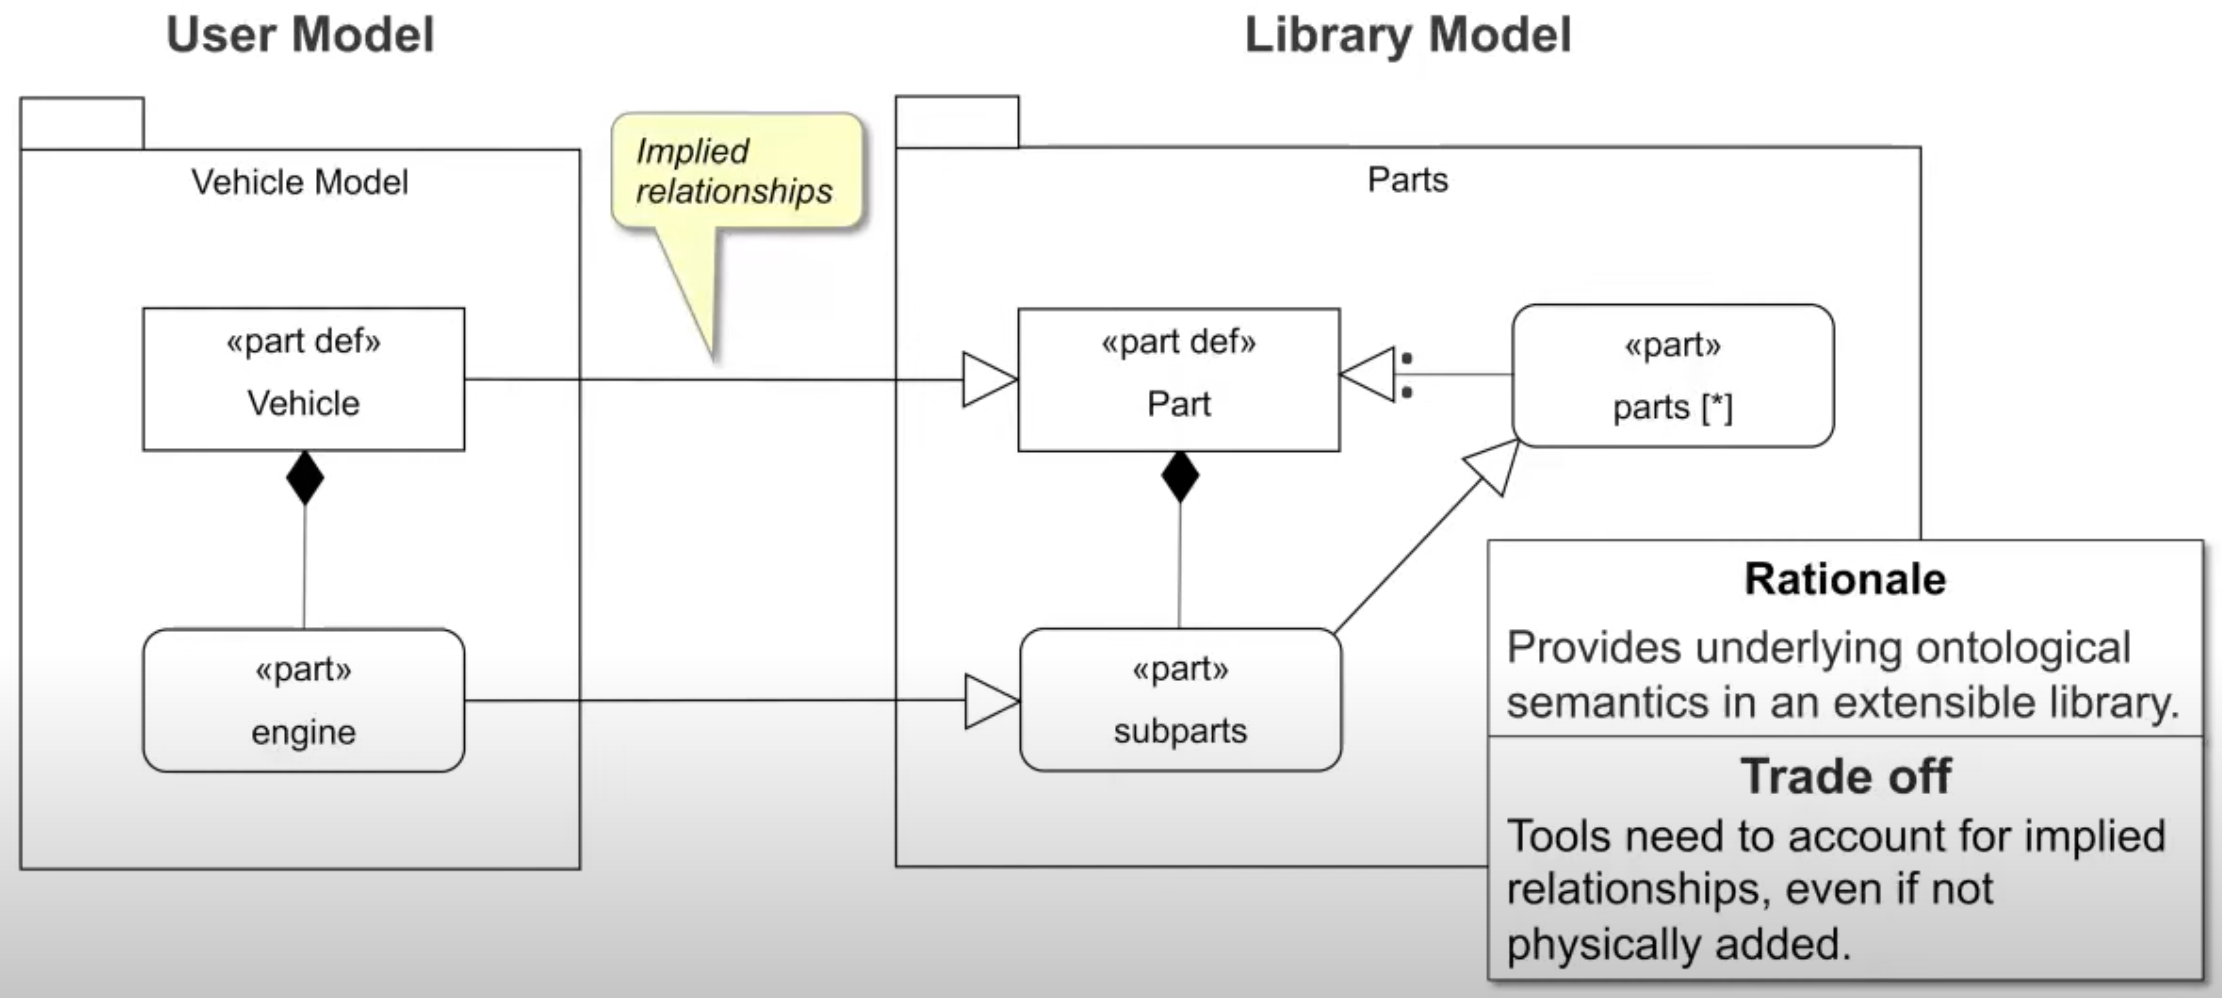 User Model
Library Model
Vehicle Model
Implied
relationships
Parts
«part def»
Vehicle
«part def»
Part
«part»
parts [*]
«part»
engine
«part»
subparts
Rationale
Provides underlying ontological
semantics in an extensible library.
Trade off
Tools need to account for implied
relationships, even if not
physically added.